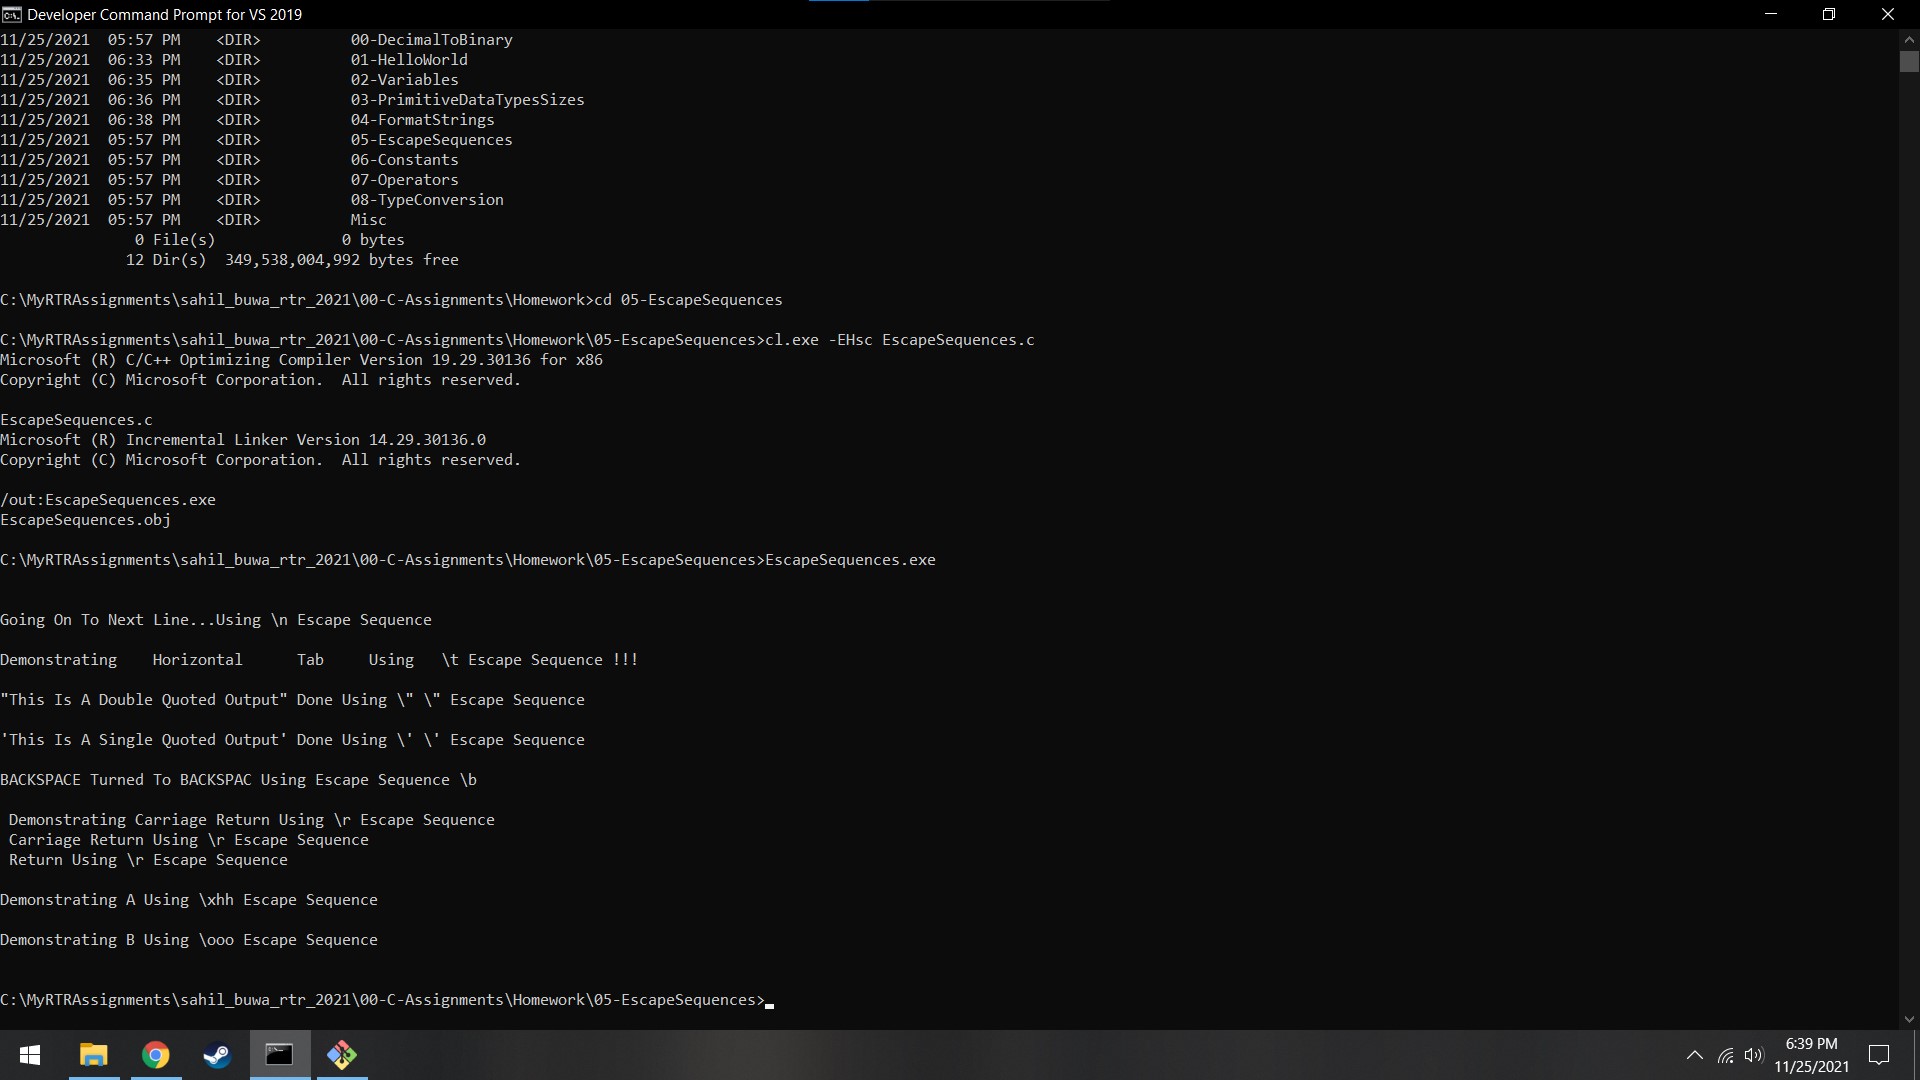 Developer Command Prompt for VS 2019
11/25/2021  05:57 PM    <DIR>          00-DecimalToBinary
11/25/2021  06:33 PM    <DIR>          01-HelloWorld
11/25/2021  06:35 PM    <DIR>          02-Variables
11/25/2021  06:36 PM    <DIR>          03-PrimitiveDataTypesSizes
11/25/2021  06:38 PM    <DIR>          04-FormatStrings
11/25/2021  05:57 PM    <DIR>          05-EscapeSequences
11/25/2021  05:57 PM    <DIR>          06-Constants
11/25/2021  05:57 PM    <DIR>          07-Operators
11/25/2021  05:57 PM    <DIR>          08-TypeConversion
11/25/2021  05:57 PM    <DIR>          Misc
               0 File(s)              0 bytes
              12 Dir(s)  349,538,004,992 bytes free
C:\MyRTRAssignments\sahil_buwa_rtr_2021\00-C-Assignments\Homework>cd 05-EscapeSequences
C:\MyRTRAssignments\sahil_buwa_rtr_2021\00-C-Assignments\Homework\05-EscapeSequences>cl.exe -EHsc EscapeSequences.c
Microsoft (R) C/C++ Optimizing Compiler Version 19.29.30136 for x86
Copyright (C) Microsoft Corporation.  All rights reserved.
EscapeSequences.c
Microsoft (R) Incremental Linker Version 14.29.30136.0
Copyright (C) Microsoft Corporation.  All rights reserved.
/out:EscapeSequences.exe
EscapeSequences.obj
C:\MyRTRAssignments\sahil_buwa_rtr_2021\00-C-Assignments\Homework\05-EscapeSequences>EscapeSequences.exe
Going On To Next Line...Using \n Escape Sequence
Demonstrating    Horizontal      Tab     Using   \t Escape Sequence !!!
"This Is A Double Quoted Output" Done Using \" \" Escape Sequence
'This Is A Single Quoted Output' Done Using \' \' Escape Sequence
BACKSPACE Turned To BACKSPAC Using Escape Sequence \b
 Demonstrating Carriage Return Using \r Escape Sequence
 Carriage Return Using \r Escape Sequence
 Return Using \r Escape Sequence
Demonstrating A Using \xhh Escape Sequence
Demonstrating B Using \ooo Escape Sequence
C:\MyRTRAssignments\sahil_buwa_rtr_2021\00-C-Assignments\Homework\05-EscapeSequences>
6:39 PM
11/25/2021